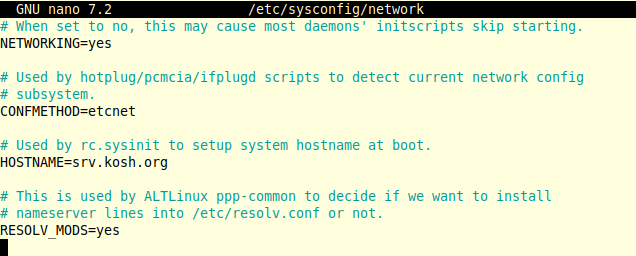 GNU nano 7.2 /etc/sysconfig/network
# When set to no, this may cause most daemons' initscripts skip starting.
NETWORKING=yes
# Used by hotplug/pcmcia/ifplugd scripts to detect current network config
# subsystem.
CONFMETHOD=etcnet
# Used by rc.sysinit to setup system hostname at boot.
HOSTNAME=srv.kosh.org
# This is used by ALTLinux ppp-common to decide if we want to install
# nameserver lines into /etc/resolv.conf or not.
RESOLV_MODS=yes